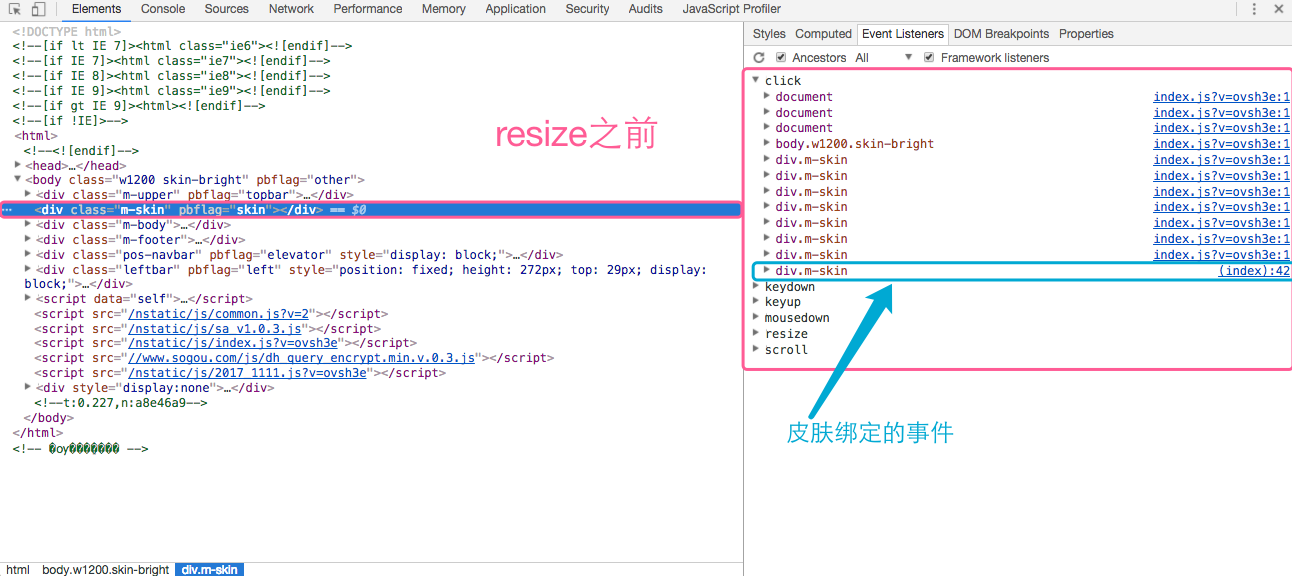 Elements Console Sources Network Performance Memory Application Security Audits JavaScript Profiler
<!DOCTYPE html>
<!--[if lt IE 7]><html class="ie6"><![endif]-->
<!--[if IE 7]><html class="ie7"><![endif]-->
<!--[if IE 8]><html class="ie8"><![endif]-->
<!--[if IE 9]><html class="ie9"><![endif]-->
<!--[if gt IE 9]><html><![endif]-->
<!--[if !IE]>-->
<html>
<!--<![endif]-->
<head>…</head>
<body class="w1200 skin-bright" pbflag="other">
<div class="m-upper" pbflag="topbar">…</div>
<div class="m-skin" pbflag="skin"></div> == $0
<div class="m-body">…</div>
<div class="m-footer">…</div>
<div class="pos-navbar" pbflag="elevator" style="display: block;">…</div>
<div class="leftbar" pbflag="left" style="position: fixed; height: 272px; top: 29px; display:
block;">…</div>
<script data="self">…</script>
<script src="/nstatic/js/common.js?v=2"></script>
<script src="/nstatic/js/sa_v1.0.3.js"></script>
<script src="/nstatic/js/index.js?v=ovsh3e"></script>
<script src="//www.sogou.com/js/dh_query_encrypt.min.v.0.3.js"></script>
<script src="/nstatic/js/2017_1111.js?v=ovsh3e"></script>
<div style="display:none">…</div>
<!--t:0.227,n:a8e46a9-->
</body>
</html>
<!-- �oy������� -->
html body.w1200.skin-bright div.m-skin
resize之前
Styles Computed Event Listeners DOM Breakpoints Properties
Ancestors All Framework listeners
click
document index.js?v=ovsh3e:1
document index.js?v=ovsh3e:1
document index.js?v=ovsh3e:1
body.w1200.skin-bright index.js?v=ovsh3e:1
div.m-skin index.js?v=ovsh3e:1
div.m-skin index.js?v=ovsh3e:1
div.m-skin index.js?v=ovsh3e:1
div.m-skin index.js?v=ovsh3e:1
div.m-skin index.js?v=ovsh3e:1
div.m-skin index.js?v=ovsh3e:1
div.m-skin index.js?v=ovsh3e:1
div.m-skin (index):42
keydown
keyup
mousedown
resize
scroll
皮肤绑定的事件